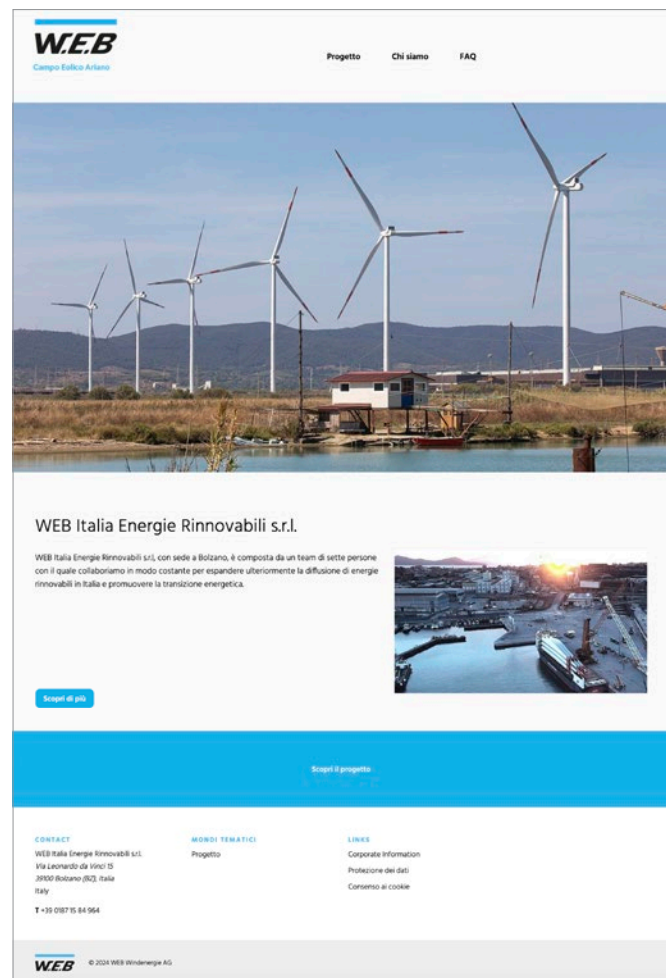 W.E.B
Campo Eolico Ariano
Progetto Chi siamo FAQ
WEB Italia Energie Rinnovabili s.r.l.
WEB Italia Energie Rinnovabili s.r.l, con sede a Bolzano, è composta da un team di sette persone
con il quale collaboriamo in modo costante per espandere ulteriormente la diffusione di energie
rinnovabili in Italia e promuovere la transizione energetica.
Scopri di più
Scopri il progetto
CONTACT
WEB Italia Energie Rinnovabili s.r.l.
Via Leonardo da Vinci 15
39100 Bolzano (BZ), Italia
Italy
T +39 0187 15 84 964
MONDI TEMATICI
Progetto
LINKS
Corporate Information
Protezione dei dati
Consenso ai cookie
W.E.B
© 2024 WEB Windenergie AG